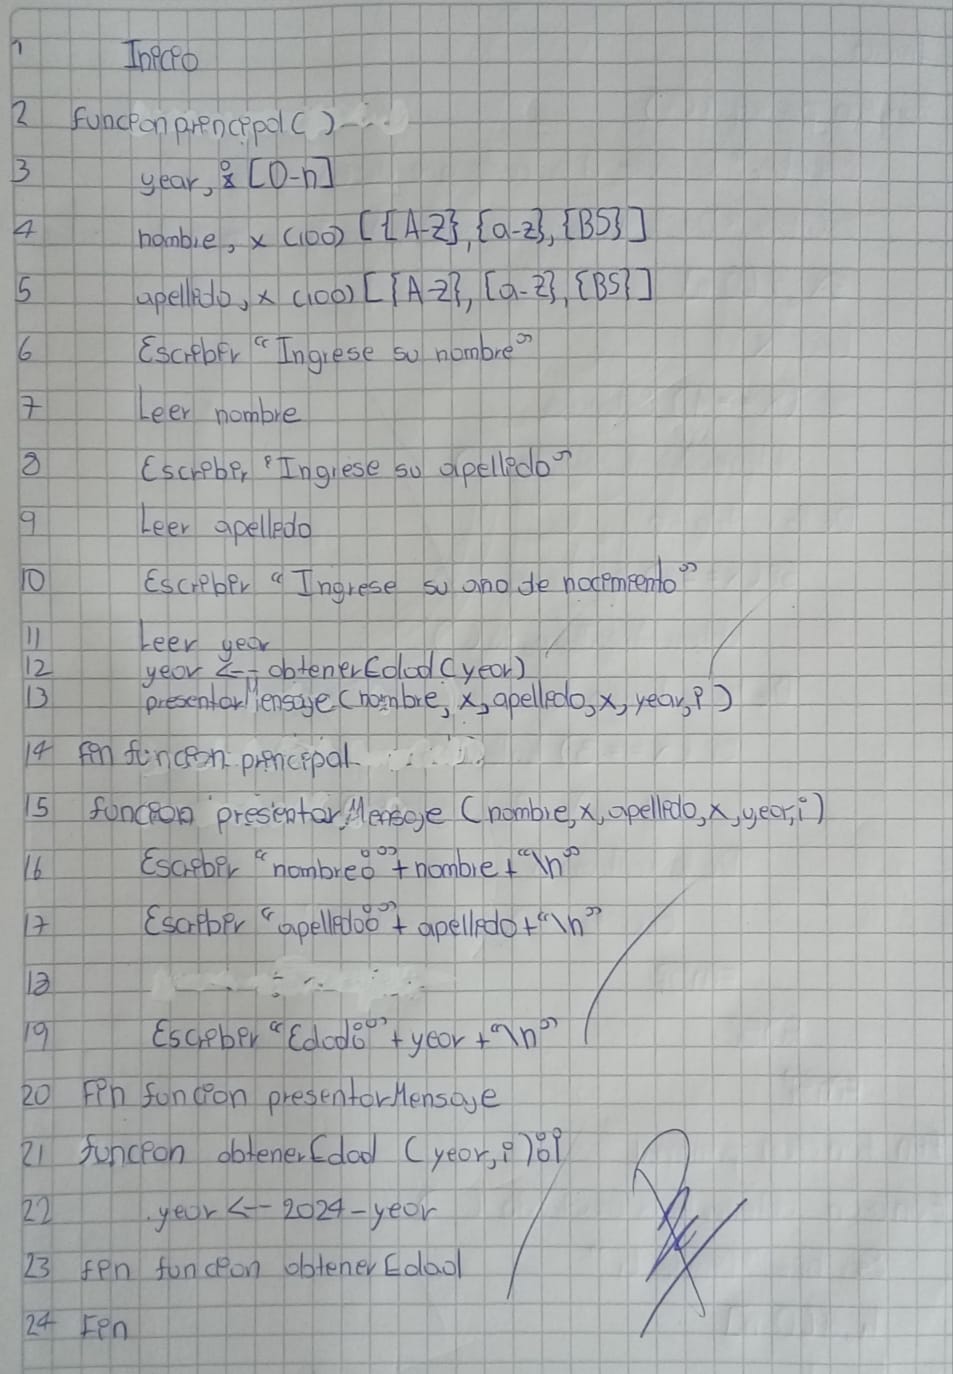 1 Inicio
2 funcion principal ( )
3 year, i [0-n]
4 nombre, x (100) [{A-Z}, {a-z}, {BS}]
5 apellido, x (100) [{A-Z}, {a-z}, {BS}]
6 Escribir "Ingrese su nombre"
7 Leer nombre
8 Escribir "Ingrese su apellido"
9 Leer apellido
10 Escribir "Ingrese su ano de nacimiento"
11 Leer year
12 year <- obtenerEdad (year)
13 presentarMensaje (nombre, x, apellido, x, year, i)
14 fin funcion principal
15 funcion presentarMensaje (nombre, x, apellido, x, year, i)
16 Escribir "nombre:" + nombre + "\n"
17 Escribir "apellido:" + apellido + "\n"
18
19 Escribir "Edad:" + year + "\n"
20 Fin funcion presentarMensaje
21 funcion obtenerEdad (year, i): i
22 year <- 2024 - year
23 fin funcion obtenerEdad
24 Fin